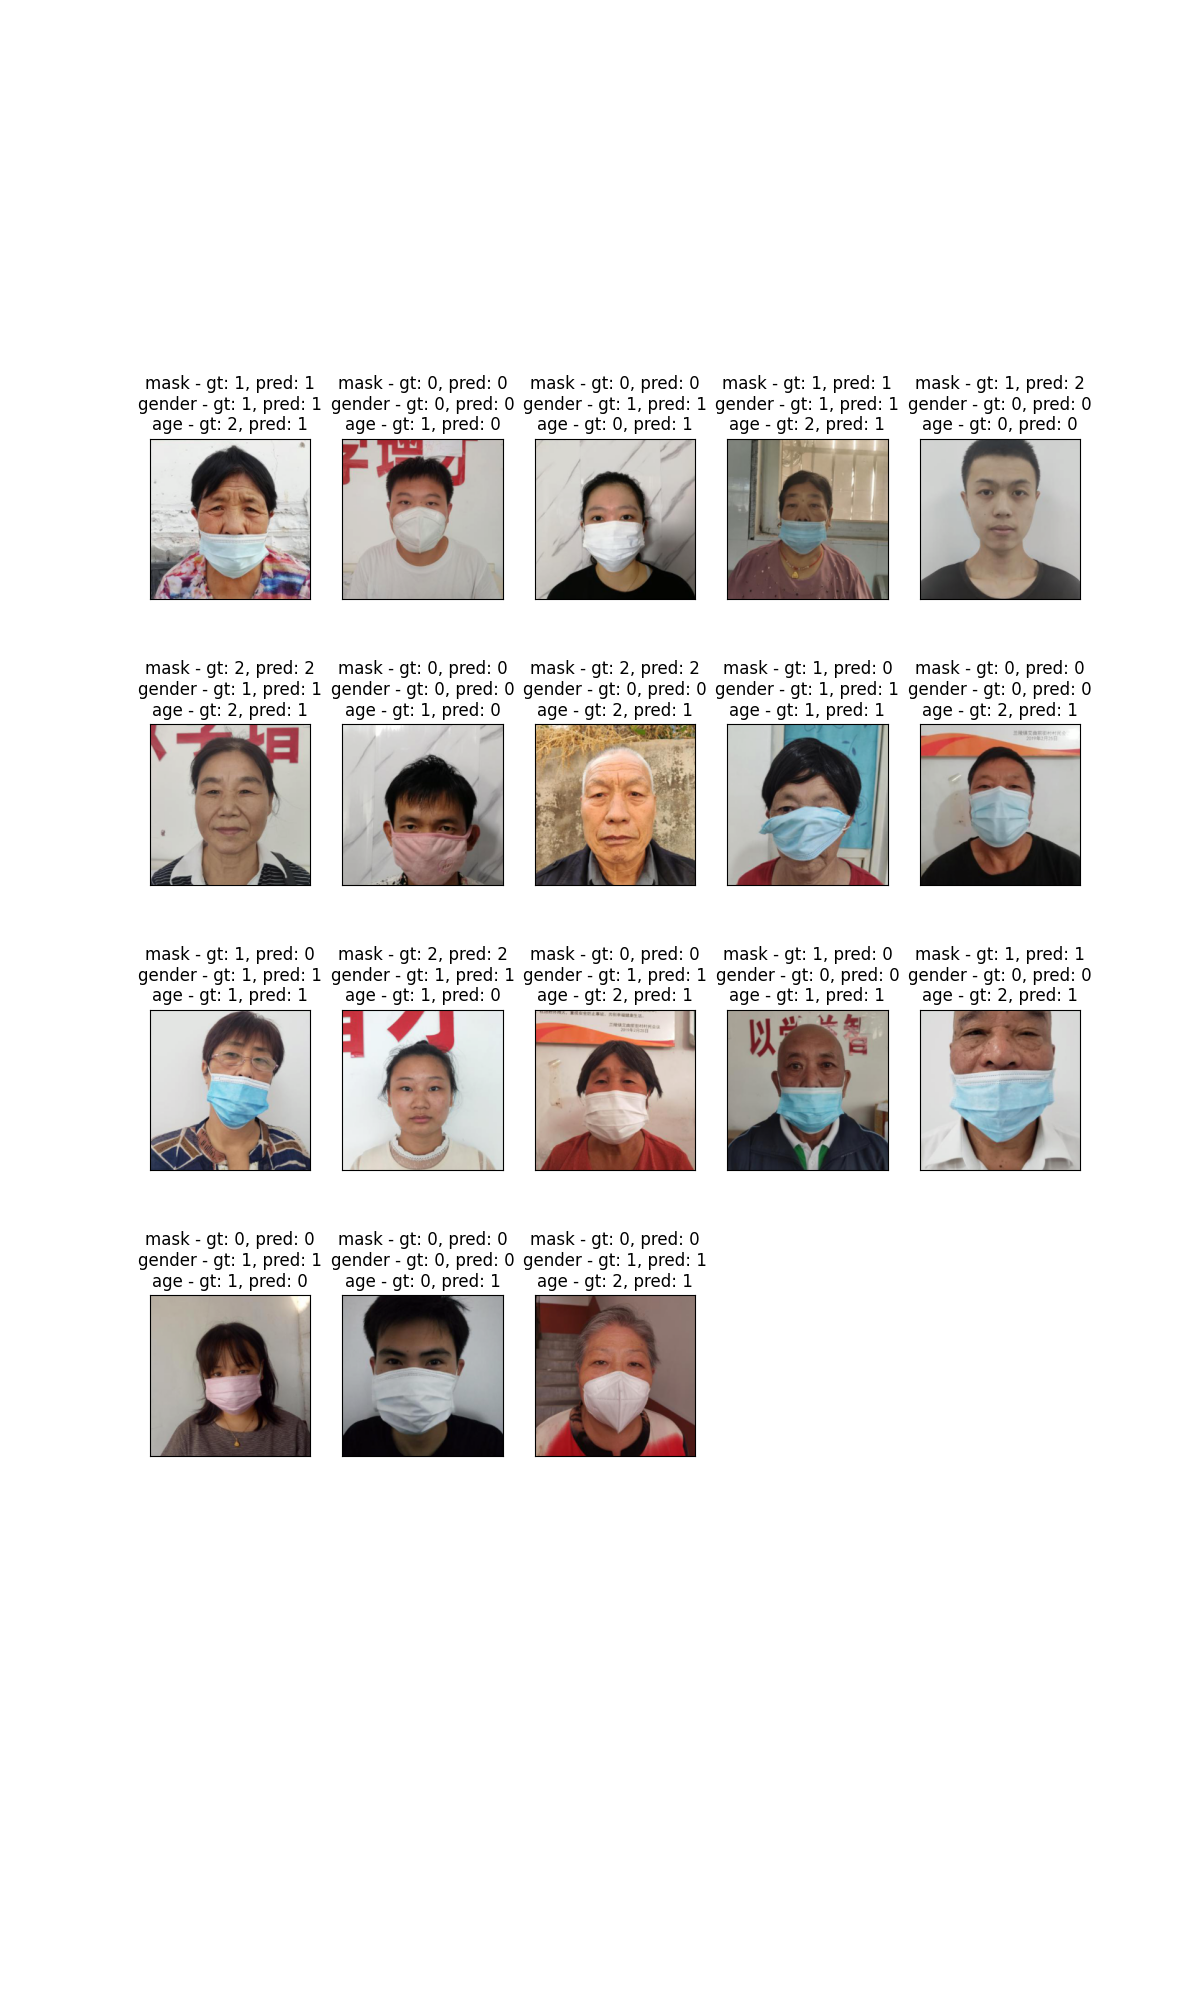 mask - gt: 1, pred: 1
gender - gt: 1, pred: 1
age - gt: 2, pred: 1
mask - gt: 0, pred: 0
gender - gt: 0, pred: 0
age - gt: 1, pred: 0
mask - gt: 0, pred: 0
gender - gt: 1, pred: 1
age - gt: 0, pred: 1
mask - gt: 1, pred: 1
gender - gt: 1, pred: 1
age - gt: 2, pred: 1
mask - gt: 1, pred: 2
gender - gt: 0, pred: 0
age - gt: 0, pred: 0
mask - gt: 2, pred: 2
gender - gt: 1, pred: 1
age - gt: 2, pred: 1
mask - gt: 0, pred: 0
gender - gt: 0, pred: 0
age - gt: 1, pred: 0
mask - gt: 2, pred: 2
gender - gt: 0, pred: 0
age - gt: 2, pred: 1
mask - gt: 1, pred: 0
gender - gt: 1, pred: 1
age - gt: 1, pred: 1
mask - gt: 0, pred: 0
gender - gt: 0, pred: 0
age - gt: 2, pred: 1
mask - gt: 1, pred: 0
gender - gt: 1, pred: 1
age - gt: 1, pred: 1
mask - gt: 2, pred: 2
gender - gt: 1, pred: 1
age - gt: 1, pred: 0
mask - gt: 0, pred: 0
gender - gt: 1, pred: 1
age - gt: 2, pred: 1
mask - gt: 1, pred: 0
gender - gt: 0, pred: 0
age - gt: 1, pred: 1
以学益智
mask - gt: 1, pred: 1
gender - gt: 0, pred: 0
age - gt: 2, pred: 1
mask - gt: 0, pred: 0
gender - gt: 1, pred: 1
age - gt: 1, pred: 0
mask - gt: 0, pred: 0
gender - gt: 0, pred: 0
age - gt: 0, pred: 1
mask - gt: 0, pred: 0
gender - gt: 1, pred: 1
age - gt: 2, pred: 1